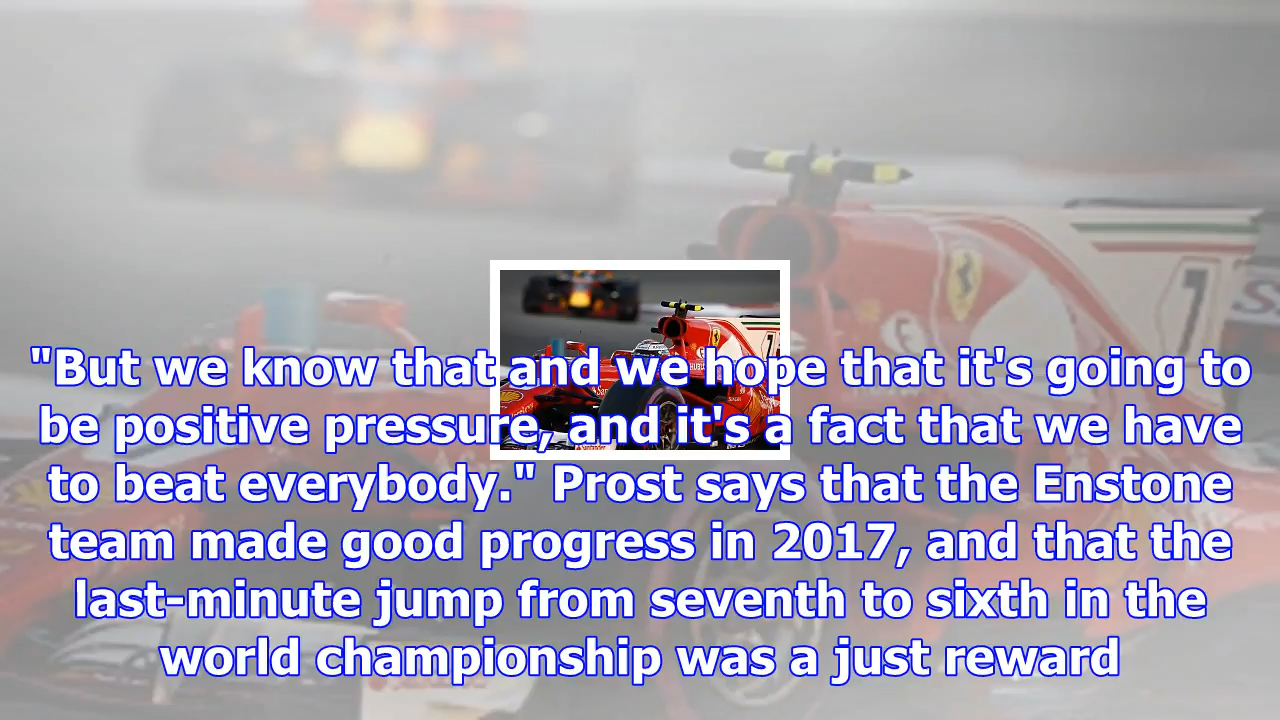 "But we know that and we hope that it's going to
be positive pressure, and it's a fact that we have
to beat everybody." Prost says that the Enstone
team made good progress in 2017, and that the
last-minute jump from seventh to sixth in the
world championship was a just reward
7